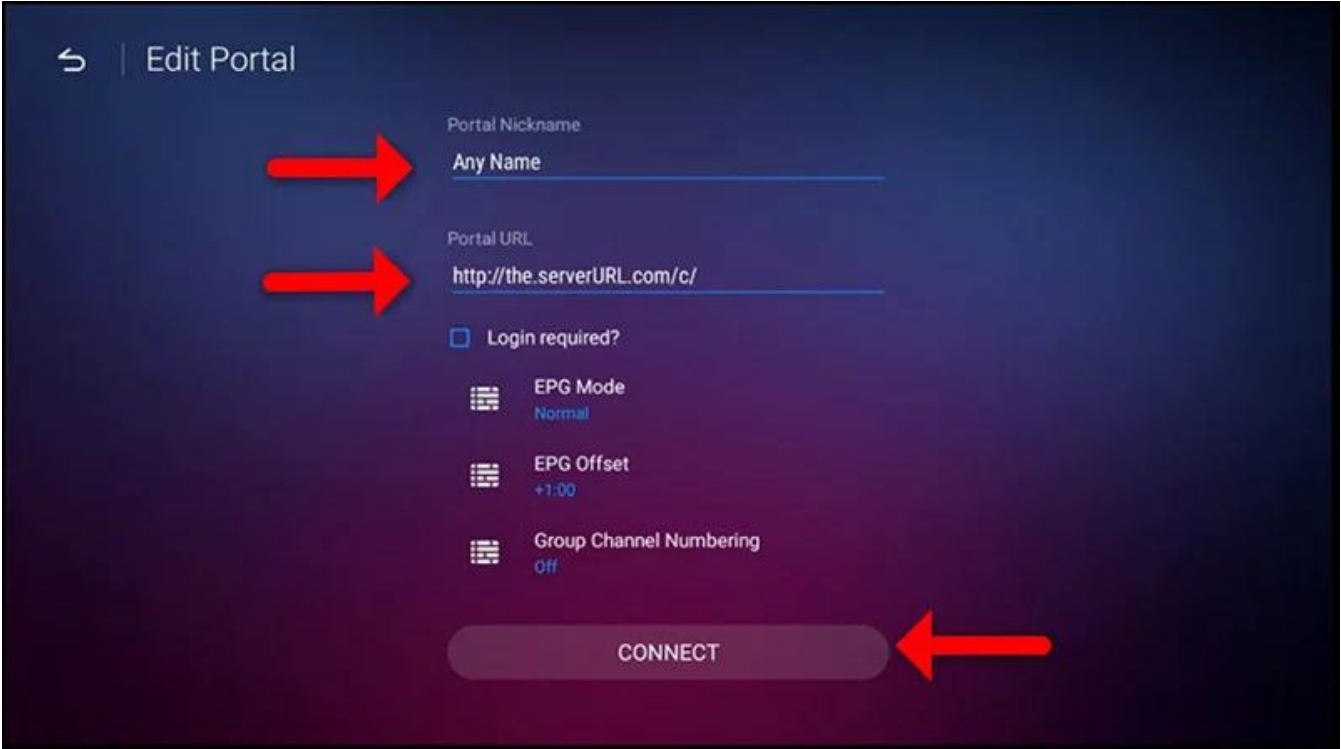 Edit Portal
Portal Nickname
Any Name
Portal URL
http://the.serverURL.com/c/
Login required?
EPG Mode
Normal
EPG Offset
+1:00
Group Channel Numbering
Off
CONNECT